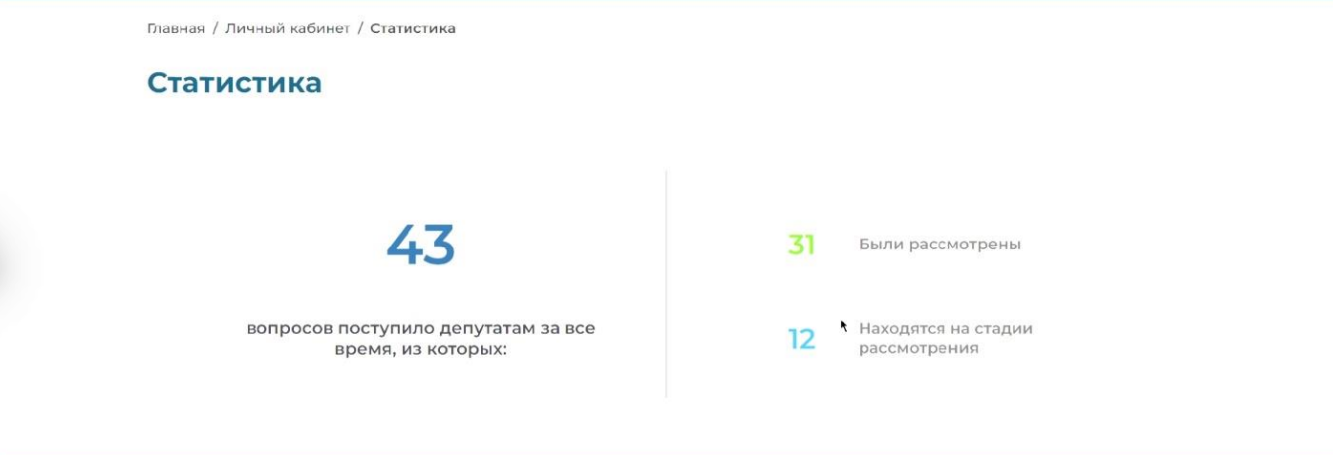 Главная / Личный кабинет / Статистика
Статистика
43
вопросов поступило депутатам за все
время, из которых:
31 Были рассмотрены
12 Находятся на стадии
рассмотрения